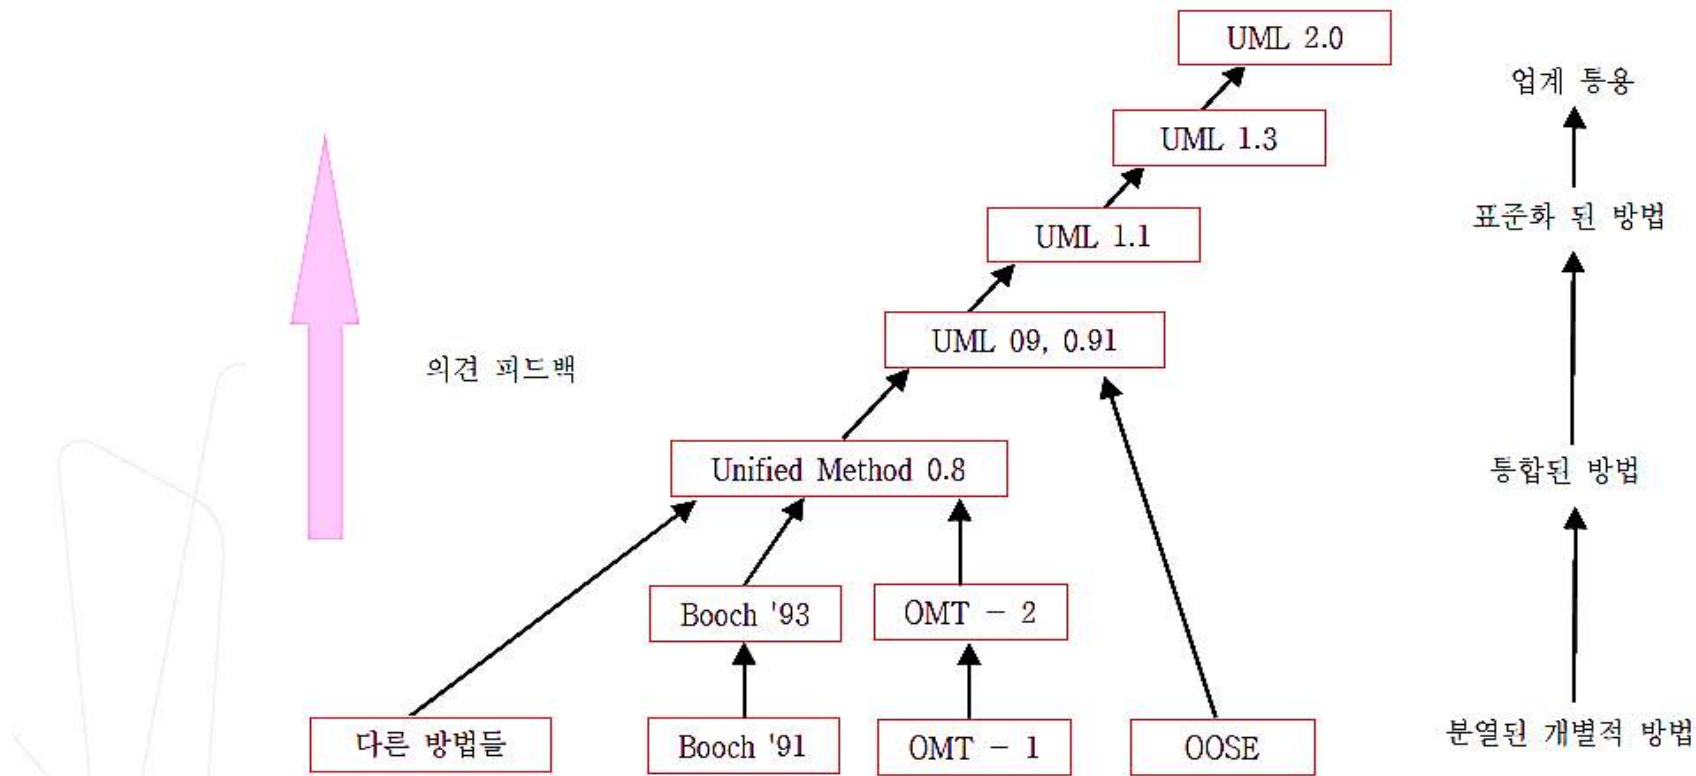 UML 2.0
업계 통용
UML 1.3
표준화 된 방법
UML 1.1
UML 09, 0.91
의견 피드백
Unified Method 0.8
통합된 방법
Booch '93
OMT - 2
다른 방법들
Booch '91
OMT - 1
OOSE
분열된 개별적 방법